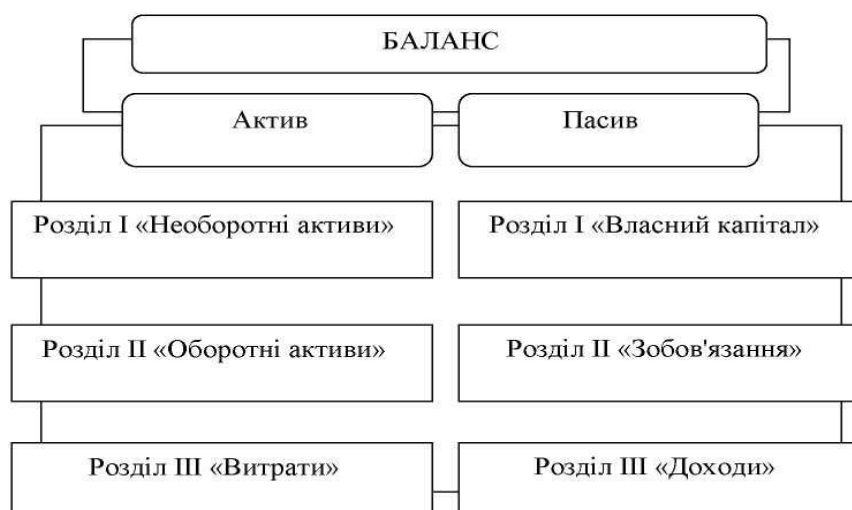 БАЛАНС
Актив
Пасив
Розділ I «Необоротні активи»
Розділ I «Власний капітал»
Розділ II «Оборотні активи»
Розділ II «Зобов'язання»
Розділ III «Витрати»
Розділ III «Доходи»